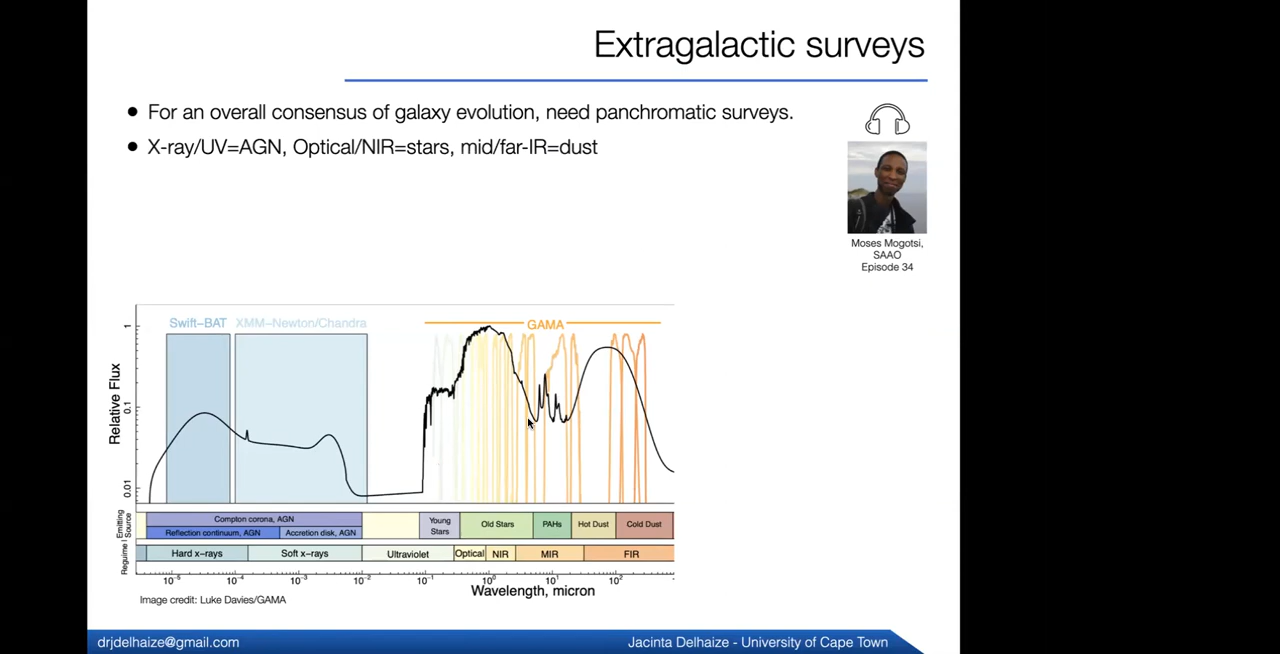 Extragalactic surveys
● For an overall consensus of galaxy evolution, need panchromatic surveys.
● X-ray/UV=AGN, Optical/NIR=stars, mid/far-IR=dust
Moses Mogotsi,
SAAO
Episode 34
Swift-BAT XMM-Newton/Chandra GAMA
Relative Flux
1
0.1
0.01
Emitting
Source
Compton corona, AGN
Reflection continuum, AGN Accretion disk, AGN
Young
Stars
Old Stars PAHs Hot Dust Cold Dust
Hard x-rays Soft x-rays Ultraviolet Optical NIR MIR FIR
10⁻⁵ 10⁻⁴ 10⁻³ 10⁻² 10⁻¹ 10⁰ 10¹ 10²
Wavelength, micron
Image credit: Luke Davies/GAMA
drjdelhaize@gmail.com Jacinta Delhaize - University of Cape Town